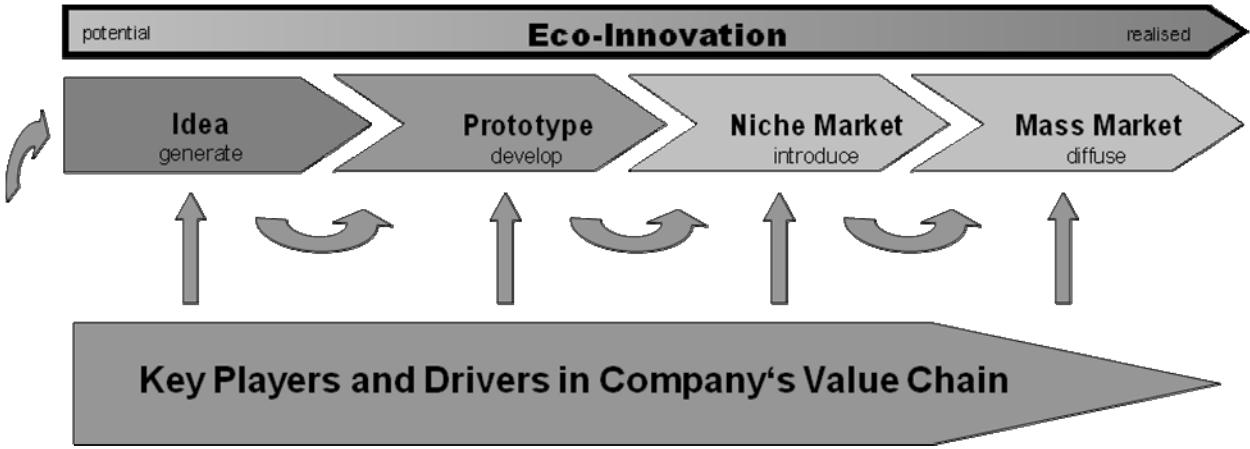 potential
Eco-Innovation
realised
Idea
generate
Prototype
develop
Niche Market
introduce
Mass Market
diffuse
Key Players and Drivers in Company‘s Value Chain